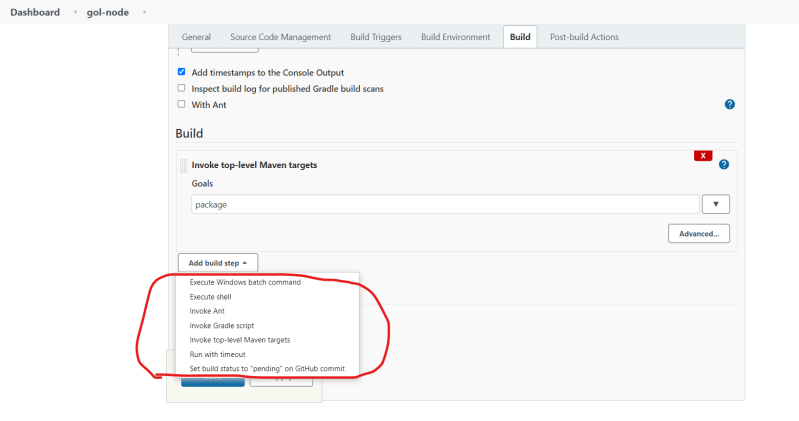 Dashboard gol-node
General Source Code Management Build Triggers Build Environment Build Post-build Actions
Add timestamps to the Console Output
Inspect build log for published Gradle build scans
With Ant
?
Build
X
?
Invoke top-level Maven targets
Goals
package
Advanced...
Add build step
Execute Windows batch command
Execute shell
Invoke Ant
Invoke Gradle script
Invoke top-level Maven targets
Run with timeout
Set build status to "pending" on GitHub commit